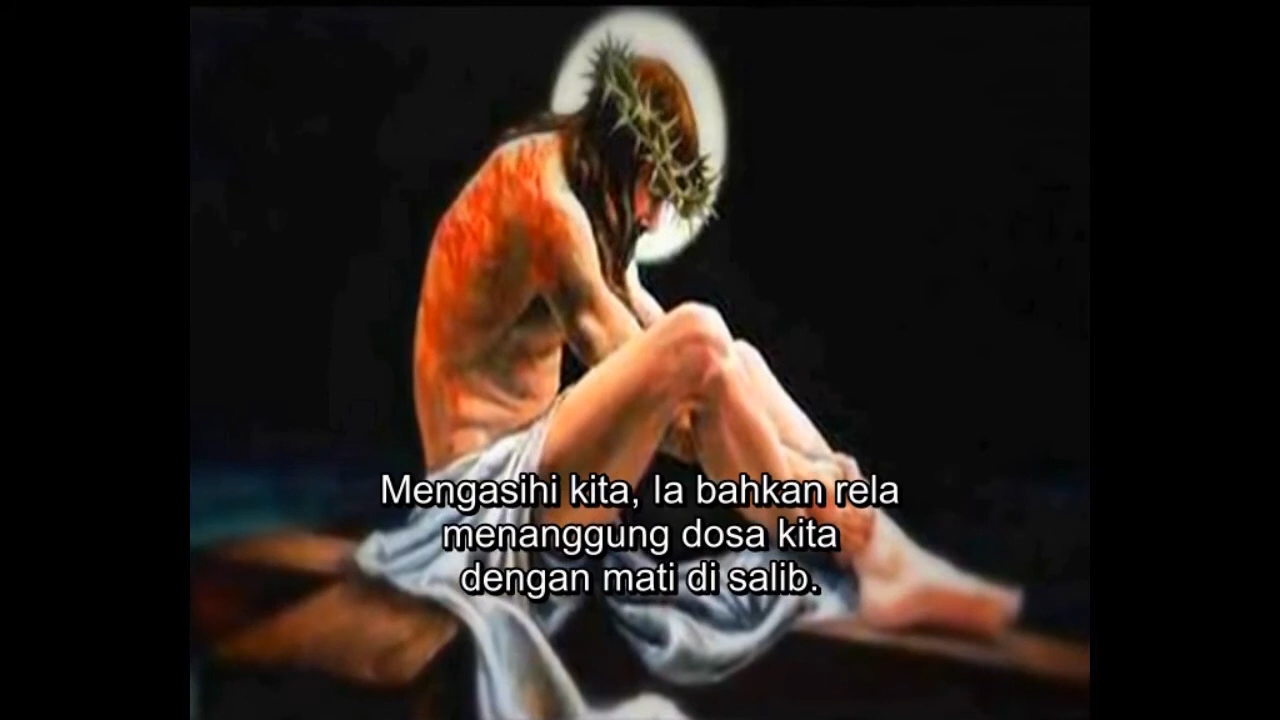 Mengasihi kita, Ia bahkan rela
menanggung dosa kita
dengan mati di salib.